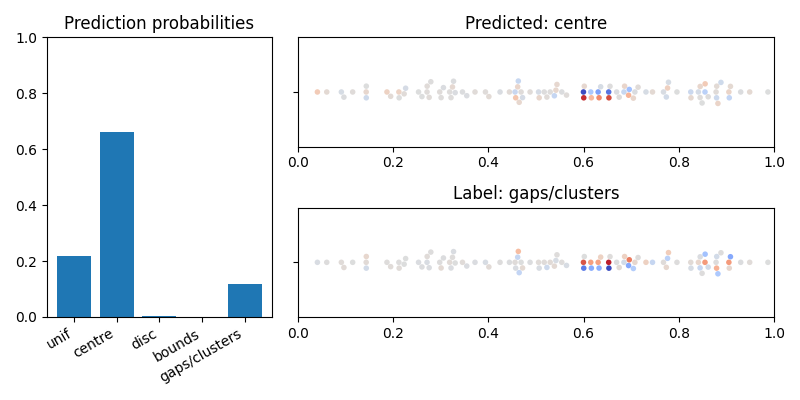 Prediction probabilities
1.0
0.8
0.6
0.4
0.2
0.0
unif
centre
disc
bounds
gaps/clusters
Predicted: centre
0.0 0.2 0.4 0.6 0.8 1.0
Label: gaps/clusters
0.0 0.2 0.4 0.6 0.8 1.0